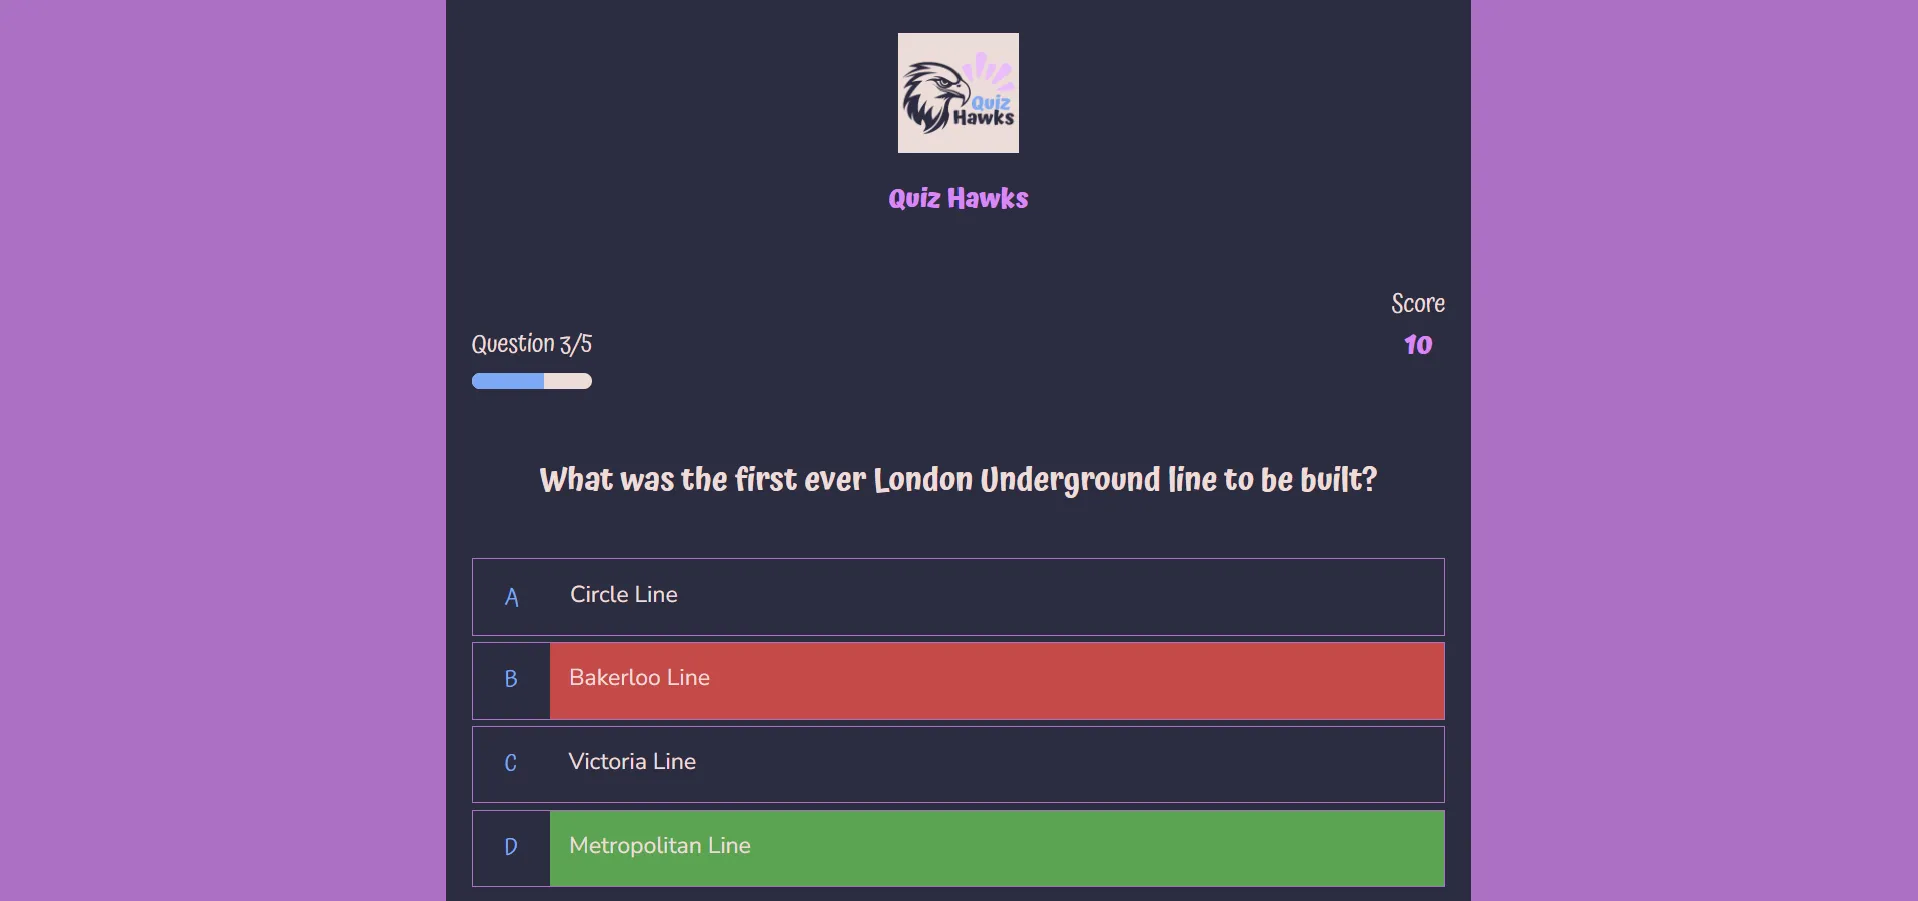 Quiz
Hawks
Quiz Hawks
Score
Question 3/5
10
What was the first ever London Underground line to be built?
A Circle Line
B Bakerloo Line
C Victoria Line
D Metropolitan Line